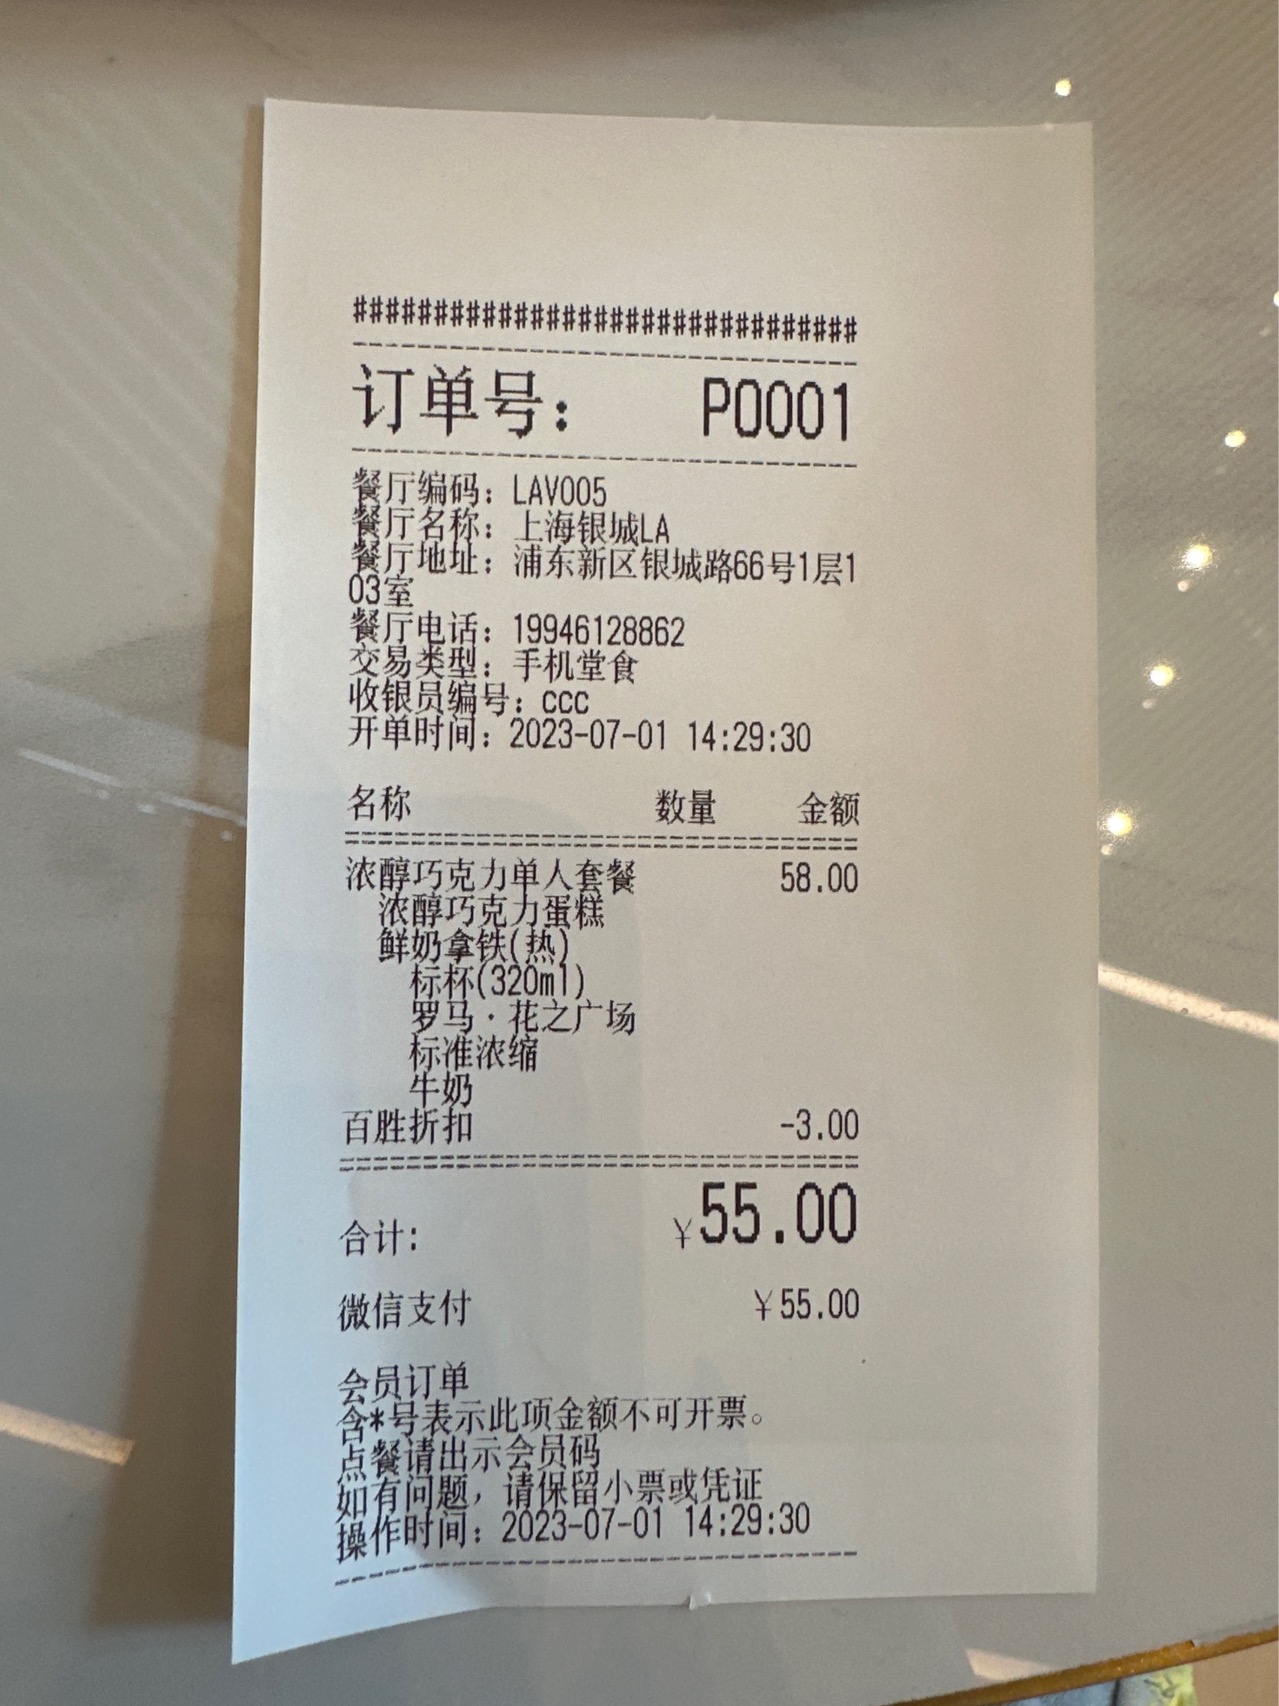 ################################
订单号： P0001
餐厅编码：LAV005
餐厅名称：上海银城LA
餐厅地址：浦东新区银城路66号1层1
03室
餐厅电话：19946128862
交易类型：手机堂食
收银员编号：ccc
开单时间：2023-07-01 14:29:30
名称 数量 金额
浓醇巧克力单人套餐 58.00
浓醇巧克力蛋糕
鲜奶拿铁(热)
标杯(320ml)
罗马·花之广场
标准浓缩
牛奶
百胜折扣 -3.00
合计: ¥55.00
微信支付 ¥55.00
会员订单
含*号表示此项金额不可开票。
点餐请出示会员码
如有问题，请保留小票或凭证
操作时间：2023-07-01 14:29:30